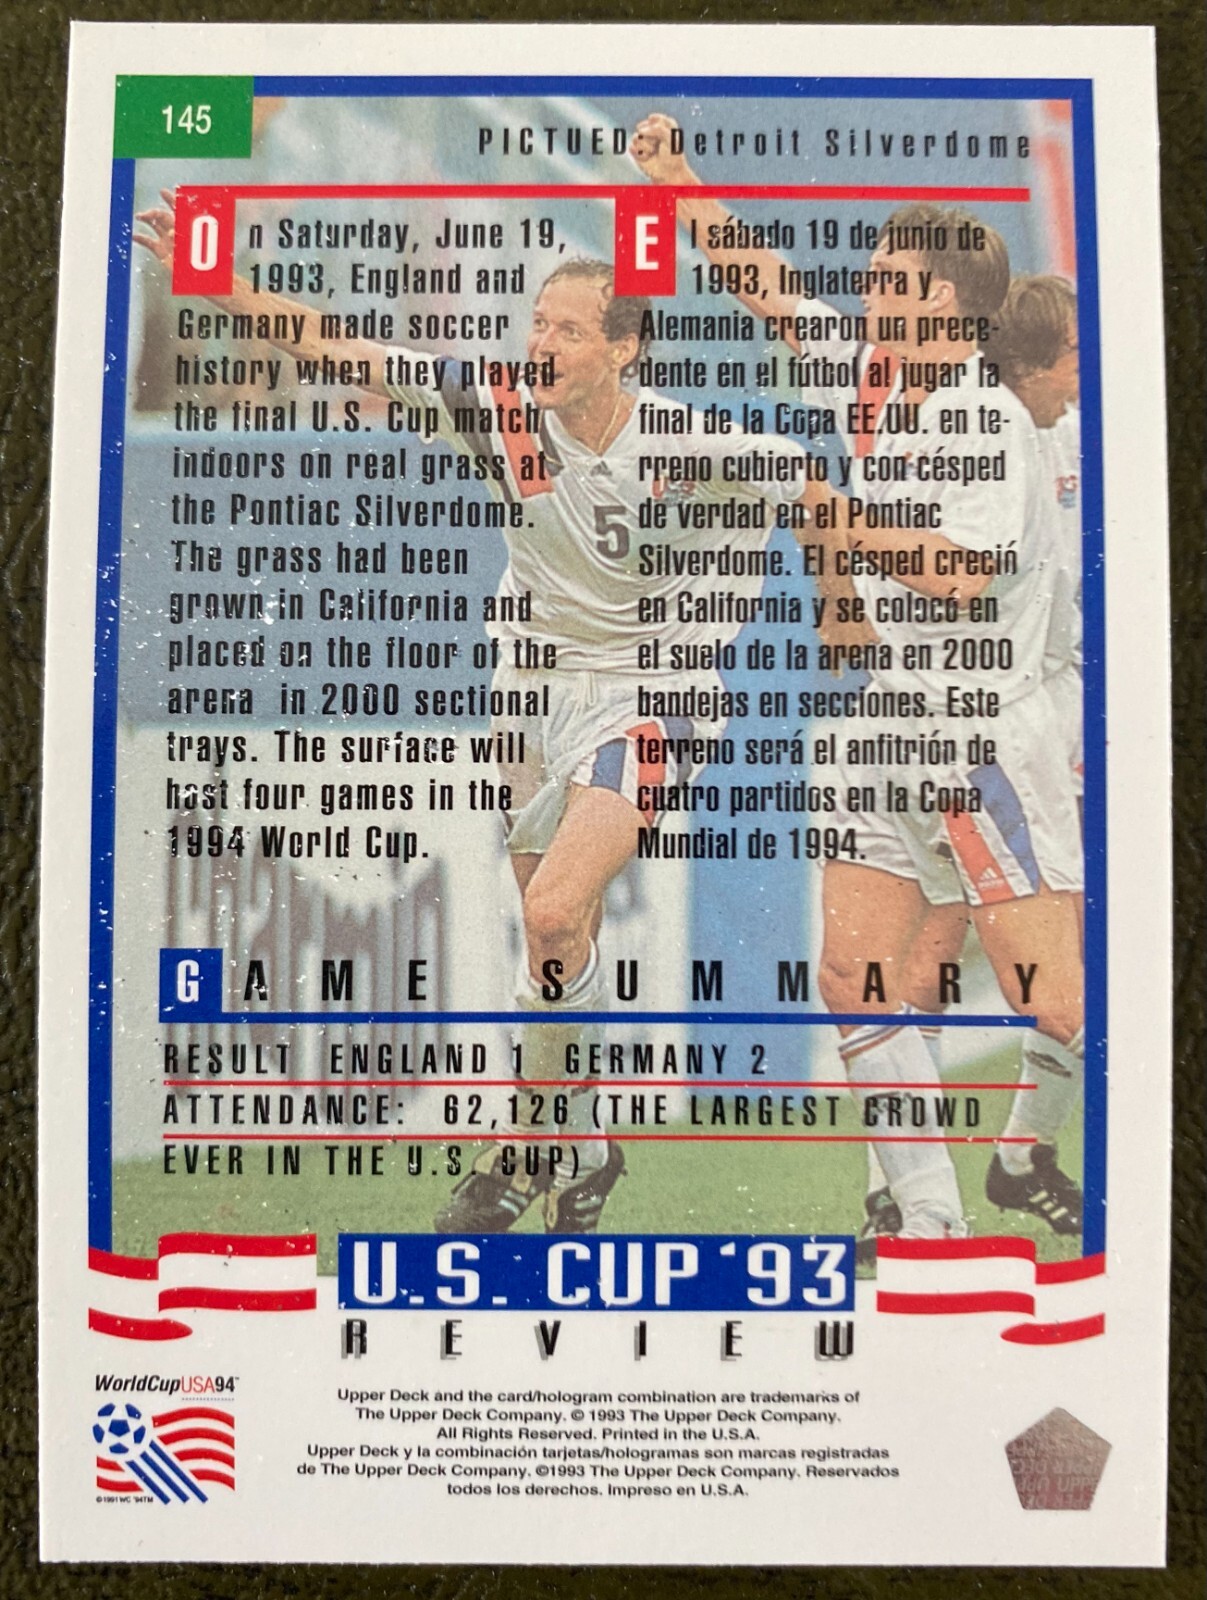 145
PICTUED: Detroit Silverdome
On Saturday, June 19,
1993, England and
Germany made soccer
history when they played
the final U.S. Cup match
indoors on real grass at
the Pontiac Silverdome.
The grass had been
grown in California and
placed on the floor of the
arena in 2000 sectional
trays. The surface will
host four games in the
1994 World Cup.
El sábado 19 de junio de
1993, Inglaterra y
Alemania crearon un prece-
dente en el fútbol al jugar la
final de la Copa EE.UU. en te-
rreno cubierto y con césped
de verdad en el Pontiac
Silverdome. El césped creció
en California y se colocó en
el suelo de la arena en 2000
bandejas en secciones. Este
terreno será el anfitrión de
cuatro partidos en la Copa
Mundial de 1994.
5
GAME SUMMARY
RESULT ENGLAND 1 GERMANY 2
ATTENDANCE: 62,126 (THE LARGEST CROWD
EVER IN THE U.S. CUP)
U.S. CUP '93
REVIEW
WorldCupUSA94™
©1991 WC '94TM
Upper Deck and the card/hologram combination are trademarks of
The Upper Deck Company. © 1993 The Upper Deck Company.
All Rights Reserved. Printed in the U.S.A.
Upper Deck y la combinación tarjetas/hologramas son marcas registradas
de The Upper Deck Company. ©1993 The Upper Deck Company. Reservados
todos los derechos. Impreso en U.S.A.